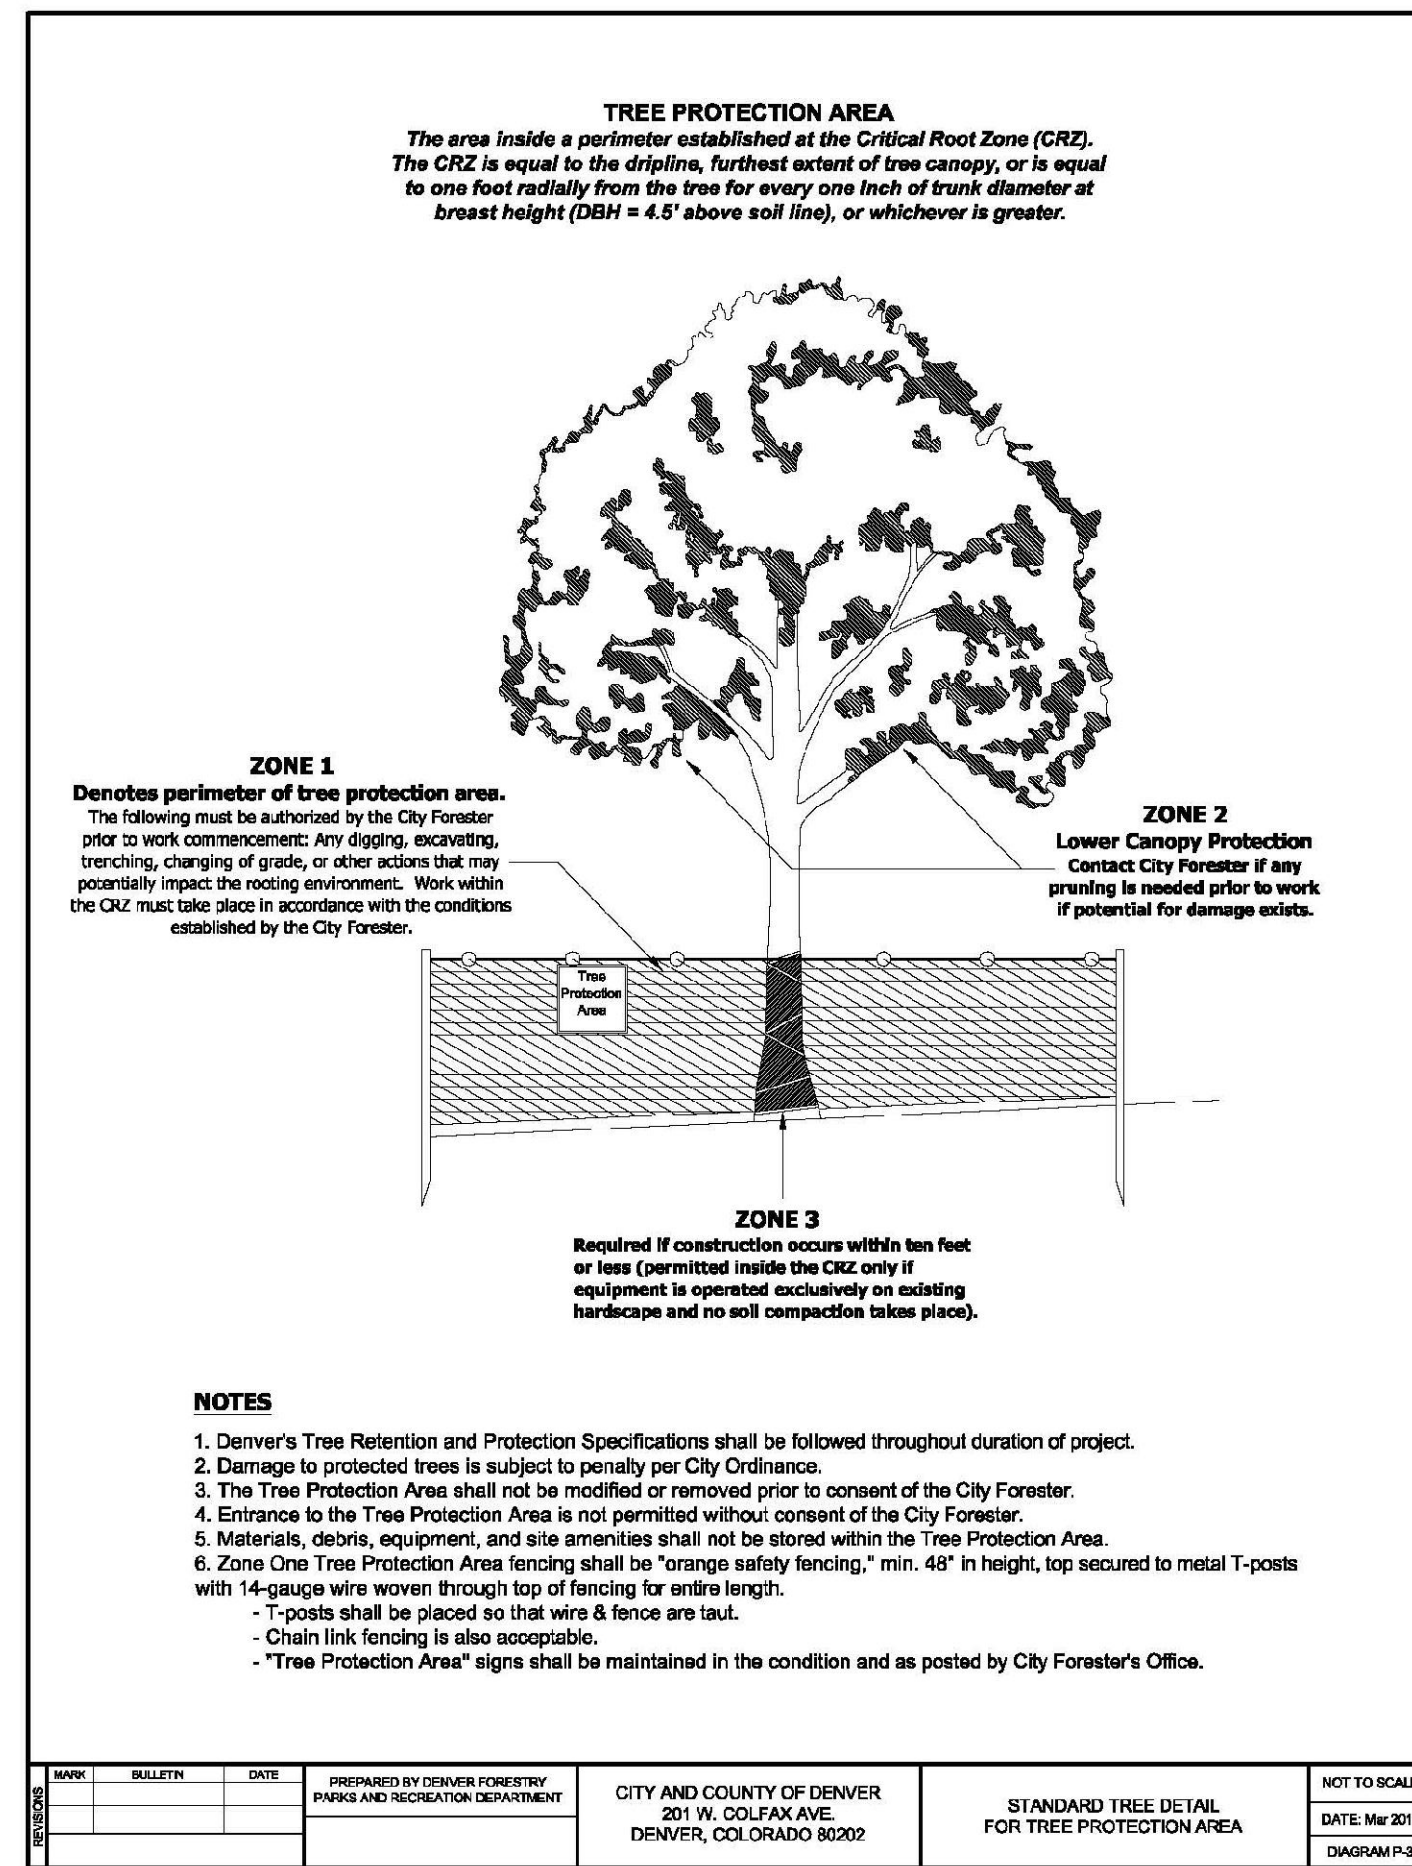 TREE PROTECTION AREA
The area inside a perimeter established at the Critical Root Zone (CRZ).
The CRZ is equal to the dripline, furthest extent of tree canopy, or is equal
to one foot radially from the tree for every one inch of trunk diameter at
breast height (DBH = 4.5' above soil line), or whichever is greater.
ZONE 1
Denotes perimeter of tree protection area.
The following must be authorized by the City Forester
prior to work commencement: Any digging, excavating,
trenching, changing of grade, or other actions that may
potentially impact the rooting environment. Work within
the CRZ must take place in accordance with the conditions
established by the City Forester.
ZONE 2
Lower Canopy Protection
Contact City Forester if any
pruning is needed prior to work
if potential for damage exists.
Tree
Protection
Area
ZONE 3
Required if construction occurs within ten feet
or less (permitted inside the CRZ only if
equipment is operated exclusively on existing
hardscape and no soil compaction takes place).
NOTES
1. Denver's Tree Retention and Protection Specifications shall be followed throughout duration of project.
2. Damage to protected trees is subject to penalty per City Ordinance.
3. The Tree Protection Area shall not be modified or removed prior to consent of the City Forester.
4. Entrance to the Tree Protection Area is not permitted without consent of the City Forester.
5. Materials, debris, equipment, and site amenities shall not be stored within the Tree Protection Area.
6. Zone One Tree Protection Area fencing shall be "orange safety fencing," min. 48" in height, top secured to metal T-posts
with 14-gauge wire woven through top of fencing for entire length.
- T-posts shall be placed so that wire & fence are taut.
- Chain link fencing is also acceptable.
- "Tree Protection Area" signs shall be maintained in the condition and as posted by City Forester's Office.
REVISIONS
MARK BULLETIN DATE
PREPARED BY DENVER FORESTRY
PARKS AND RECREATION DEPARTMENT
CITY AND COUNTY OF DENVER
201 W. COLFAX AVE.
DENVER, COLORADO 80202
STANDARD TREE DETAIL
FOR TREE PROTECTION AREA
NOT TO
DATE: Mar
DIAGRAM P-3